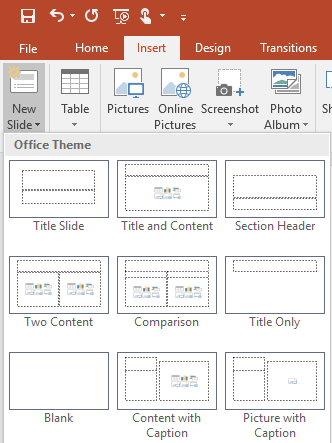 File Home Insert Design Transitions
New Slide Table Pictures Online Pictures Screenshot Photo Album
Office Theme
Title Slide Title and Content Section Header
Two Content Comparison Title Only
Blank Content with Caption Picture with Caption